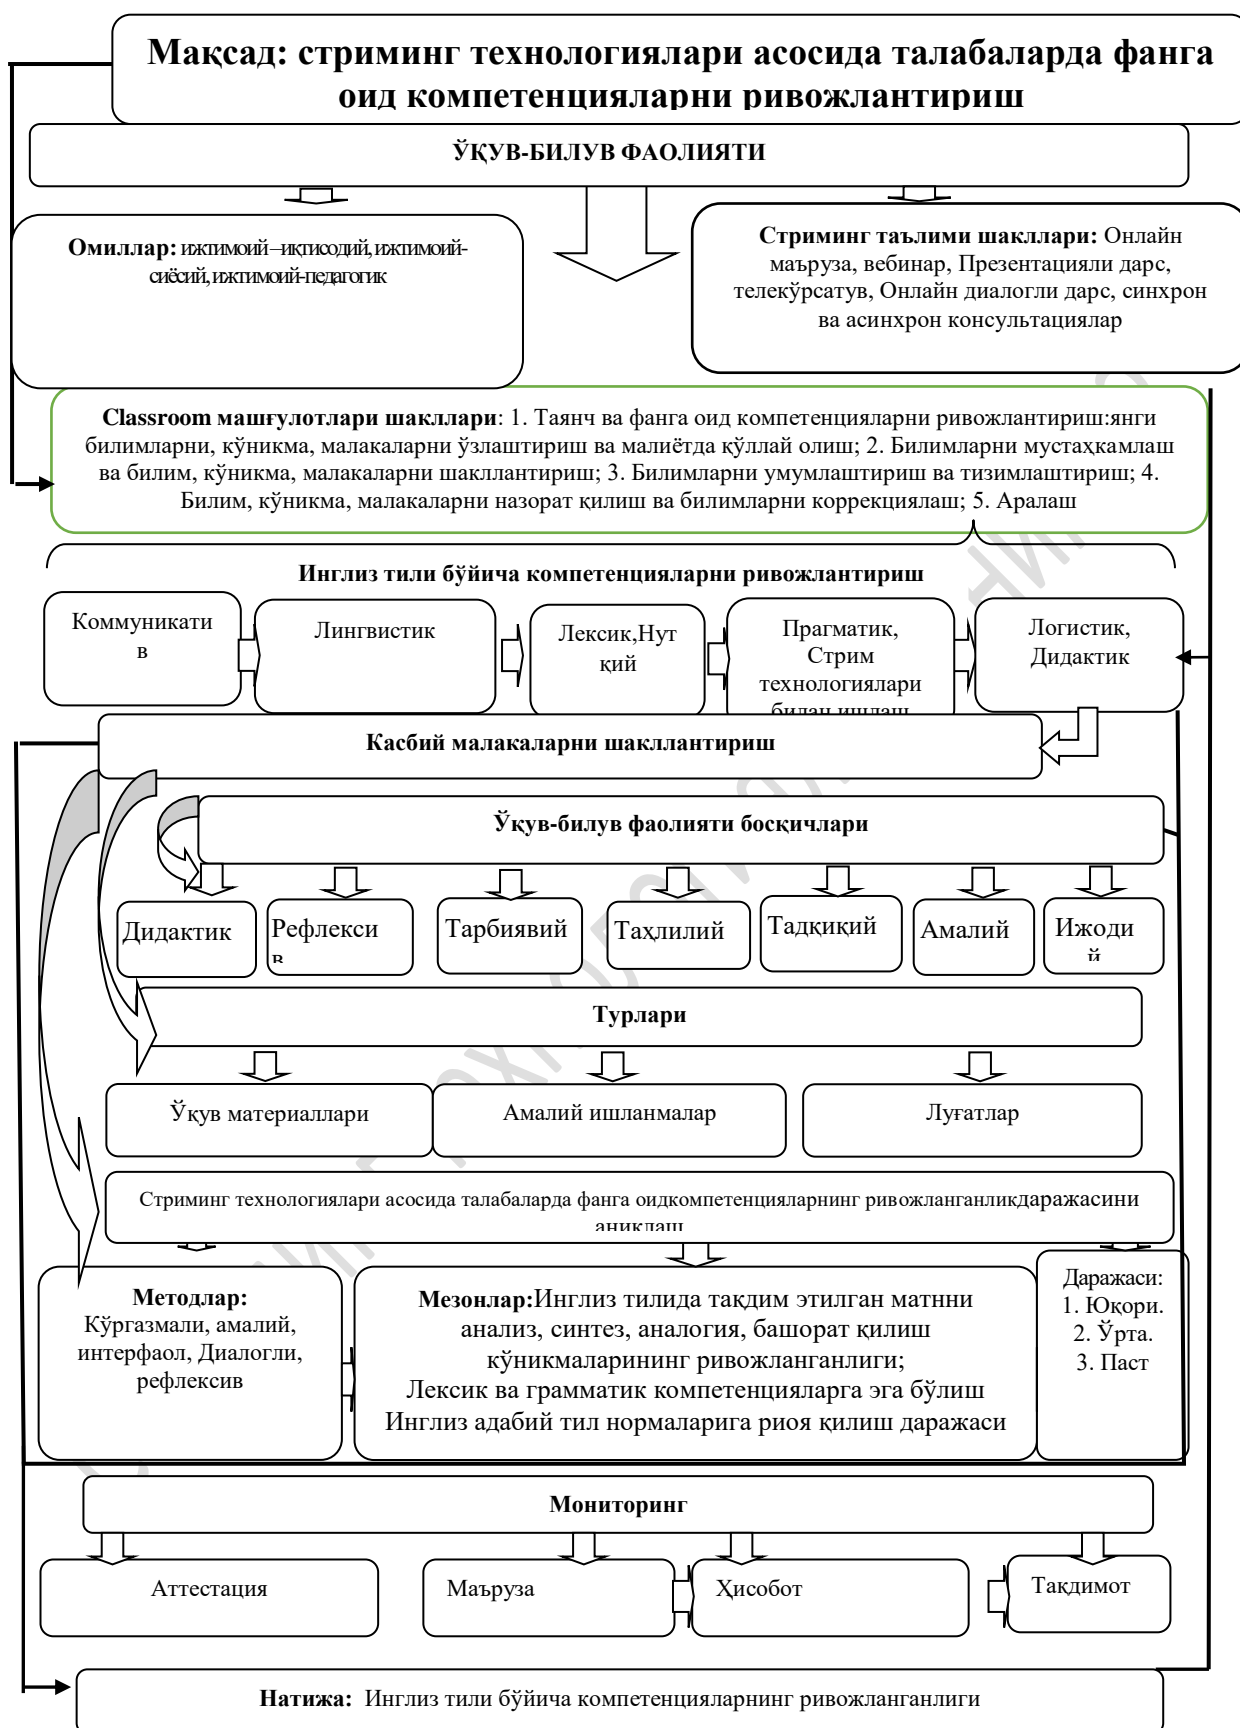 Мақсад: стриминг технологиялари асосида талабаларда фанга
оид компетенцияларни ривожлантириш
ЎҚУВ-БИЛУВ ФАОЛИЯТИ
Омиллар: ижтимоий–иқтисодий, ижтимоий-
сиёсий, ижтимоий-педагогик
Стриминг таълими шакллари: Онлайн
маъруза, вебинар, Презентацияли дарс,
телекўрсатув, Онлайн диалогли дарс, синхрон
ва асинхрон консультациялар
Classroom машғулотлари шакллари: 1. Таянч ва фанга оид компетенцияларни ривожлантириш:янги
билимларни, кўникма, малакаларни ўзлаштириш ва малиётда қўллай олиш; 2. Билимларни мустаҳкамлаш
ва билим, кўникма, малакаларни шакллантириш; 3. Билимларни умумлаштириш ва тизимлаштириш; 4.
Билим, кўникма, малакаларни назорат қилиш ва билимларни коррекциялаш; 5. Аралаш
Инглиз тили бўйича компетенцияларни ривожлантириш
Коммуникати
в
Лингвистик
Лексик,Нут
қий
Прагматик,
Стрим
технологиялари
билан ишлаш
Логистик,
Дидактик
Касбий малакаларни шакллантириш
Ўқув-билув фаолияти босқичлари
Дидактик
Рефлекси
в
Тарбиявий
Таҳлилий
Тадқиқий
Амалий
Ижоди
й
Турлари
Ўқув материаллари
Амалий ишланмалар
Луғатлар
Стриминг технологиялари асосида талабаларда фанга оидкомпетенцияларнинг ривожланганликдаражасини
аниқлаш
Методлар:
Кўргазмали, амалий,
интерфаол, Диалогли,
рефлексив
Мезонлар:Инглиз тилида тақдим этилган матнни
анализ, синтез, аналогия, башорат қилиш
кўникмаларининг ривожланганлиги;
Лексик ва грамматик компетенцияларга эга бўлиш
Инглиз адабий тил нормаларига риоя қилиш даражаси
Даражаси:
1. Юқори.
2. Ўрта.
3. Паст
Мониторинг
Аттестация
Маъруза
Ҳисобот
Тақдимот
Натижа: Инглиз тили бўйича компетенцияларнинг ривожланганлиги